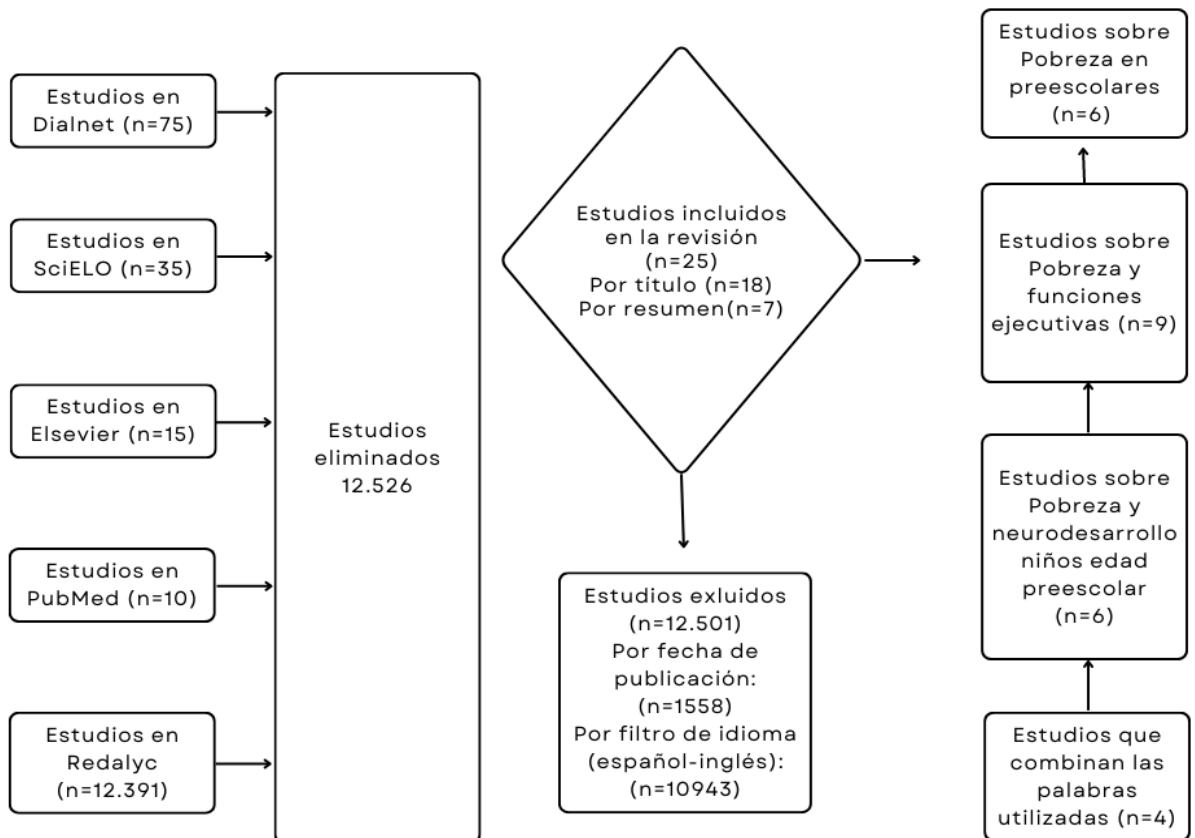 Estudios en
Dialnet (n=75)
Estudios en
SciELO (n=35)
Estudios en
Elsevier (n=15)
Estudios en
PubMed (n=10)
Estudios en
Redalyc
(n=12.391)
Estudios
eliminados
12.526
Estudios incluidos
en la revisión
(n=25)
Por titulo (n=18)
Por resumen(n=7)
Estudios exluidos
(n=12.501)
Por fecha de
publicación:
(n=1558)
Por filtro de idioma
(español-inglés):
(n=10943)
Estudios sobre
Pobreza en
preescolares
(n=6)
Estudios sobre
Pobreza y
funciones
ejecutivas (n=9)
Estudios sobre
Pobreza y
neurodesarrollo
niños edad
preescolar
(n=6)
Estudios que
combinan las
palabras
utilizadas (n=4)